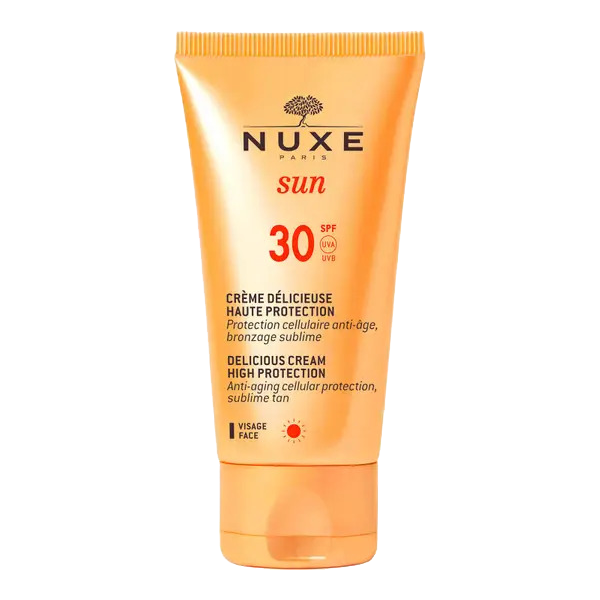 NUXE
PARIS
sun
30 SPF
UVA
UVB
CRÈME DÉLICIEUSE
HAUTE PROTECTION
Protection cellulaire anti-âge,
bronzage sublime
DELICIOUS CREAM
HIGH PROTECTION
Anti-aging cellular protection,
sublime tan
VISAGE
FACE